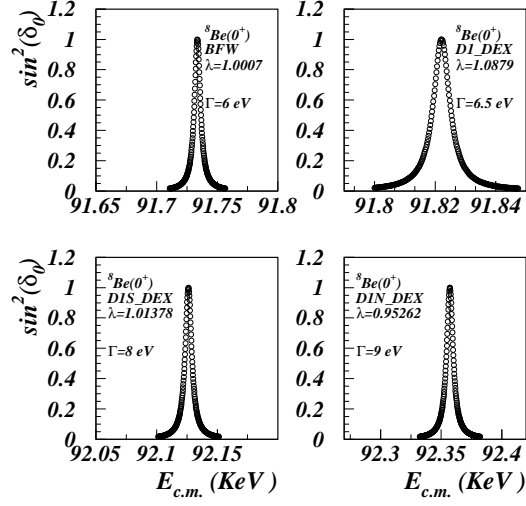 sin²(δ₀)
1.2
1
0.8
0.6
0.4
0.2
0
⁸Be(0⁺)
BFW
λ=1.0007
Γ=6 eV
91.65 91.7 91.75 91.8
1.2
1
0.8
0.6
0.4
0.2
0
⁸Be(0⁺)
D1_DEX
λ=1.0879
Γ=6.5 eV
91.8 91.82 91.84
sin²(δ₀)
1.2
1
0.8
0.6
0.4
0.2
0
⁸Be(0⁺)
D1S_DEX
λ=1.01378
Γ=8 eV
92.05 92.1 92.15
E c.m. (KeV )
1.2
1
0.8
0.6
0.4
0.2
0
⁸Be(0⁺)
D1N_DEX
λ=0.95262
Γ=9 eV
92.3 92.35 92.4
E c.m. (KeV )